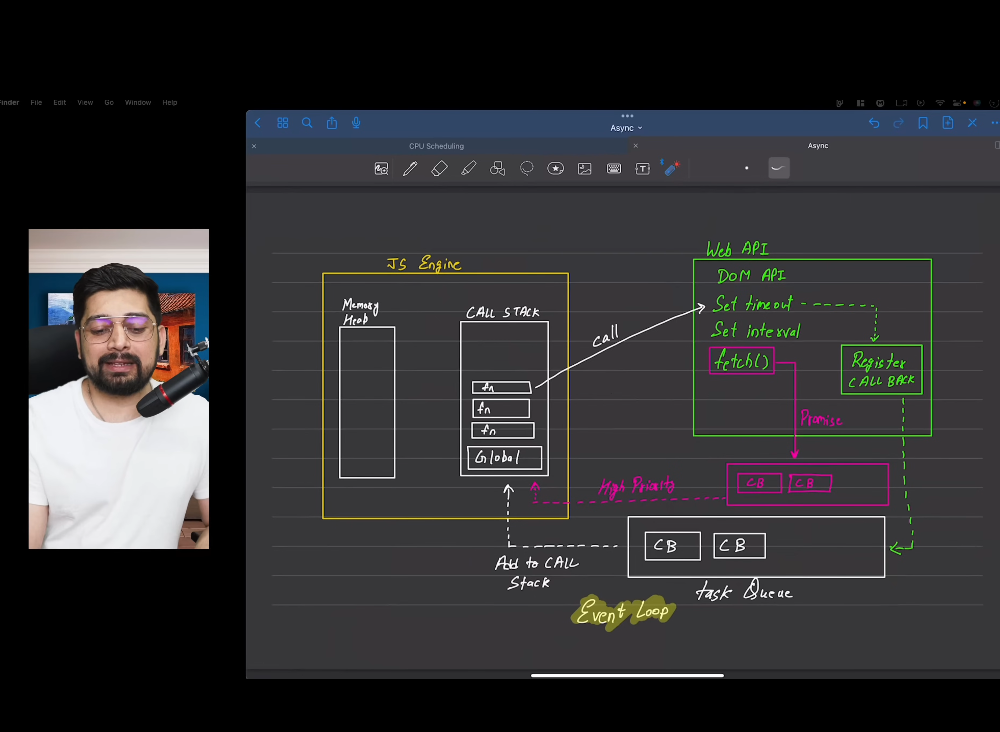 Finder File Edit View Go Window Help
Async
CPU Scheduling
Async
Web API
JS Engine
DOM API
Memory
Heab
CALL STACK
Set timeout
call
Set interval
fetch()
Register
CALL BACK
fn
fn
fn
Global
Promise
High Priority
CB CB
CB CB
Add to CALL
Stack
task Queue
Event Loop